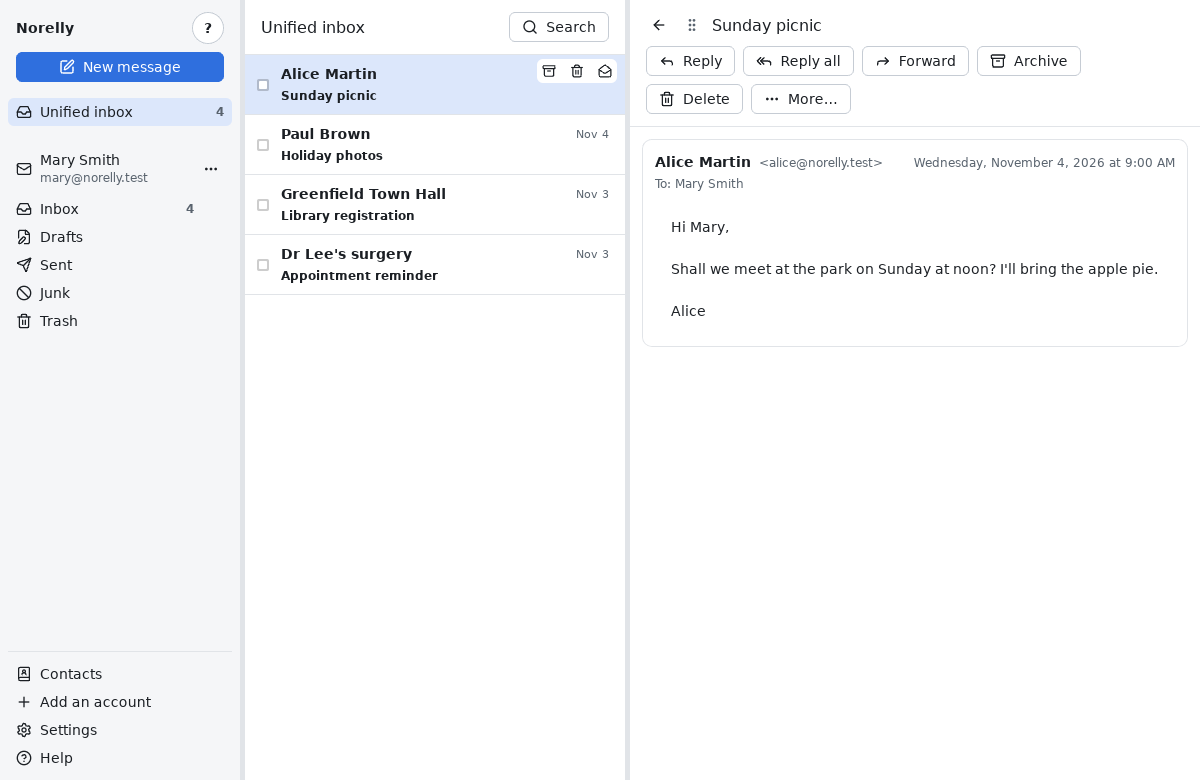 Norelly
?
New message
Unified inbox 4
Mary Smith
mary@norelly.test
Inbox 4
Drafts
Sent
Junk
Trash
Contacts
Add an account
Settings
Help
Unified inbox
Search
Alice Martin
Sunday picnic
Paul Brown Nov 4
Holiday photos
Greenfield Town Hall Nov 3
Library registration
Dr Lee's surgery Nov 3
Appointment reminder
Sunday picnic
Reply Reply all Forward Archive
Delete More...
Alice Martin <alice@norelly.test> Wednesday, November 4, 2026 at 9:00 AM
To: Mary Smith
Hi Mary,
Shall we meet at the park on Sunday at noon? I'll bring the apple pie.
Alice